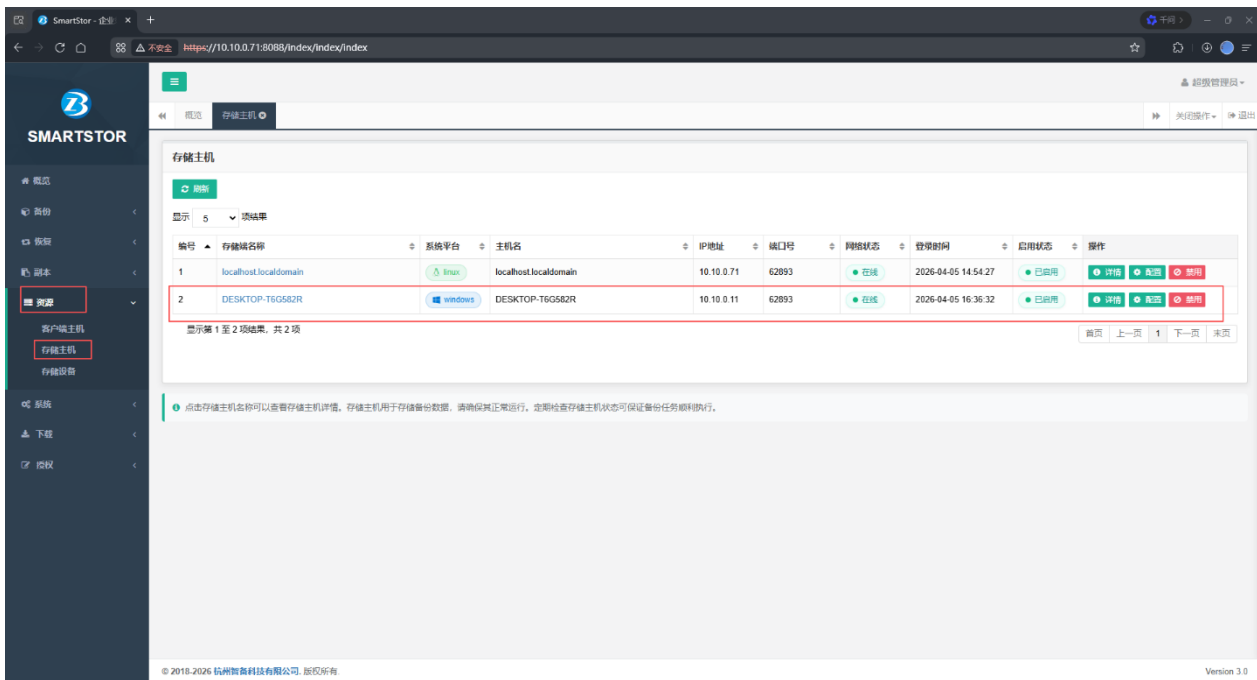 SmartStor - 企业
千问
不安全 https://10.10.0.71:8088/index/index/index
SMARTSTOR
超级管理员
概览 存储主机 关闭操作 退出
概览
备份
恢复
副本
资源
客户端主机
存储主机
存储设备
系统
下载
授权
存储主机
刷新
显示 5 项结果
编号 存储端名称 系统平台 主机名 IP地址 端口号 网络状态 登录时间 启用状态 操作
1 localhost.localdomain linux localhost.localdomain 10.10.0.71 62893 在线 2026-04-05 14:54:27 已启用 详情 配置 禁用
2 DESKTOP-T6G582R windows DESKTOP-T6G582R 10.10.0.11 62893 在线 2026-04-05 16:36:32 已启用 详情 配置 禁用
显示第 1 至 2 项结果，共 2 项
首页 上一页 1 下一页 末页
点击存储主机名称可以查看存储主机详情。存储主机用于存储备份数据，请确保其正常运行。定期检查存储主机状态可保证备份任务顺利执行。
© 2018-2026 杭州智备科技有限公司. 版权所有
Version 3.0